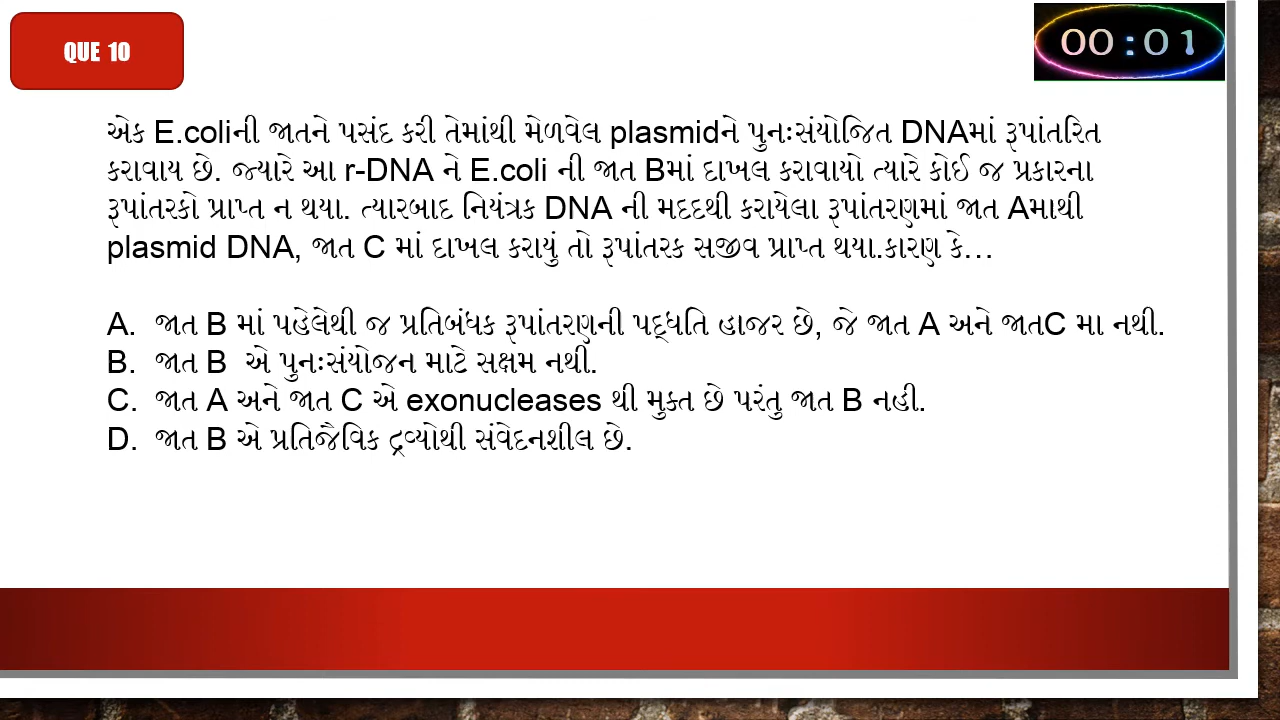 QUE 10
00:01
એક E.coliની જાતને પસંદ કરી તેમાંથી મેળવેલ plasmidને પુનઃસંયોજિત DNAમાં રૂપાંતરિત
કરાવાય છે. જ્યારે આ r-DNA ને E.coli ની જાત Bમાં દાખલ કરાવાયો ત્યારે કોઈ જ પ્રકારના
રૂપાંતરકો પ્રાપ્ત ન થયા. ત્યારબાદ નિયંત્રક DNA ની મદદથી કરાયેલા રૂપાંતરણમાં જાત Aમાથી
plasmid DNA, જાત C માં દાખલ કરાયું તો રૂપાંતરક સજીવ પ્રાપ્ત થયા.કારણ કે...
A. જાત B માં પહેલેથી જ પ્રતિબંધક રૂપાંતરણની પદ્ધતિ હાજર છે, જે જાત A અને જાતC મા નથી.
B. જાત B એ પુનઃસંયોજન માટે સક્ષમ નથી.
C. જાત A અને જાત C એ exonucleases થી મુક્ત છે પરંતુ જાત B નહી.
D. જાત B એ પ્રતિજૈવિક દ્રવ્યોથી સંવેદનશીલ છે.